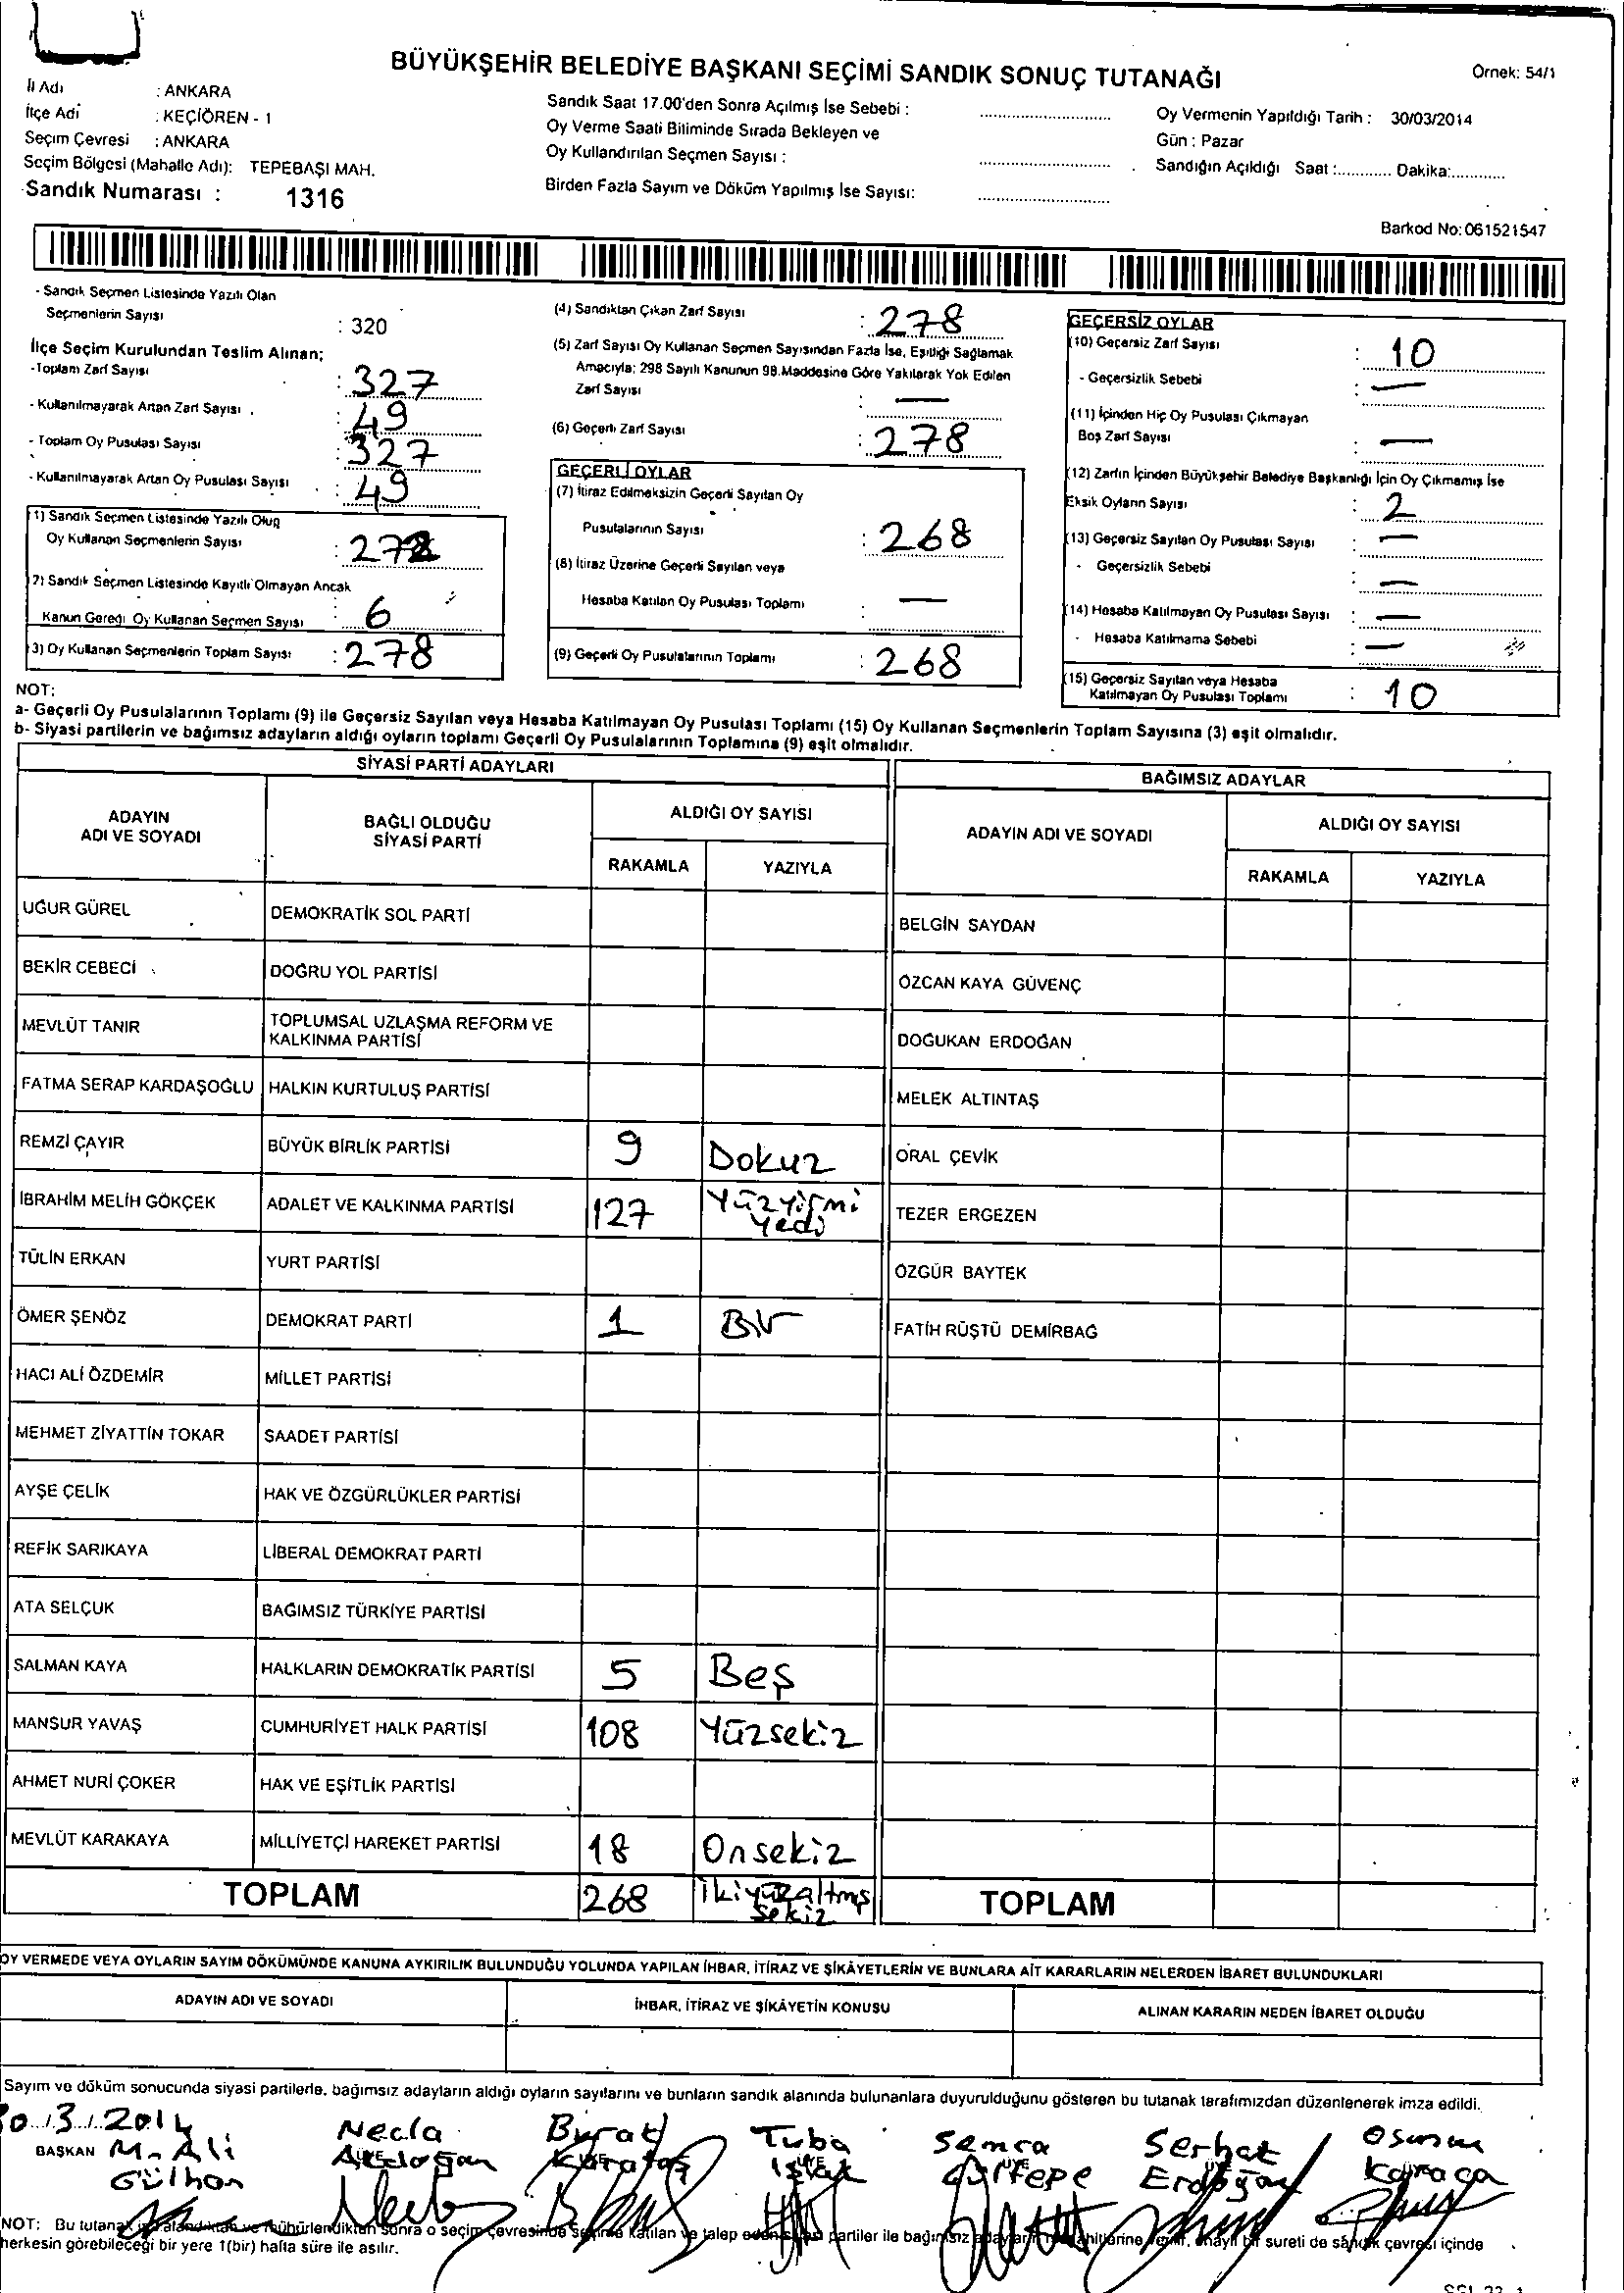 BÜYÜKŞEHİR BELEDİYE BAŞKANI SEÇİMİ SANDIK SONUÇ TUTANAĞI
Örnek: 54/1
İl Adı : ANKARA
İlçe Adı : KEÇİÖREN - 1
Seçim Çevresi : ANKARA
Seçim Bölgesi (Mahalle Adı): TEPEBAŞI MAH.
Sandık Numarası : 1316
Sandık Saat 17.00'den Sonra Açılmış İse Sebebi :
Oy Verme Saati Bitiminde Sırada Bekleyen ve
Oy Kullandırılan Seçmen Sayısı :
Birden Fazla Sayım ve Döküm Yapılmış İse Sayısı:
Oy Vermenin Yapıldığı Tarih : 30/03/2014
Gün : Pazar
Sandığın Açıldığı Saat :............ Dakika:............
Barkod No: 061521547
- Sandık Seçmen Listesinde Yazılı Olan
Seçmenlerin Sayısı : 320
İlçe Seçim Kurulundan Teslim Alınan;
-Toplam Zarf Sayısı : 327
- Kullanılmayarak Artan Zarf Sayısı : 49
- Toplam Oy Pusulası Sayısı : 327
- Kullanılmayarak Artan Oy Pusulası Sayısı : 49
(1) Sandık Seçmen Listesinde Yazılı Olup
Oy Kullanan Seçmenlerin Sayısı : 272
(2) Sandık Seçmen Listesinde Kayıtlı Olmayan Ancak
Kanun Gereği Oy Kullanan Seçmen Sayısı : 6
(3) Oy Kullanan Seçmenlerin Toplam Sayısı : 278
(4) Sandıktan Çıkan Zarf Sayısı : 278
(5) Zarf Sayısı Oy Kullanan Seçmen Sayısından Fazla İse, Eşitliği Sağlamak
Amacıyla; 298 Sayılı Kanunun 98.Maddesine Göre Yakılarak Yok Edilen
Zarf Sayısı : —
(6) Geçerli Zarf Sayısı : 278
GEÇERLİ OYLAR
(7) İtiraz Edilmeksizin Geçerli Sayılan Oy
Pusulalarının Sayısı : 268
(8) İtiraz Üzerine Geçerli Sayılan veya
Hesaba Katılan Oy Pusulası Toplamı : —
(9) Geçerli Oy Pusulalarının Toplamı : 268
GEÇERSİZ OYLAR
(10) Geçersiz Zarf Sayısı : 10
- Geçersizlik Sebebi : —
(11) İçinden Hiç Oy Pusulası Çıkmayan
Boş Zarf Sayısı : —
(12) Zarfın İçinden Büyükşehir Belediye Başkanlığı İçin Oy Çıkmamış İse
Eksik Oyların Sayısı : 2
(13) Geçersiz Sayılan Oy Pusulası Sayısı : —
- Geçersizlik Sebebi : —
(14) Hesaba Katılmayan Oy Pusulası Sayısı : —
- Hesaba Katılmama Sebebi : —
(15) Geçersiz Sayılan veya Hesaba
Katılmayan Oy Pusulası Toplamı : 10
NOT:
a- Geçerli Oy Pusulalarının Toplamı (9) ile Geçersiz Sayılan veya Hesaba Katılmayan Oy Pusulası Toplamı (15) Oy Kullanan Seçmenlerin Toplam Sayısına (3) eşit olmalıdır.
b- Siyasi partilerin ve bağımsız adayların aldığı oyların toplamı Geçerli Oy Pusulalarının Toplamına (9) eşit olmalıdır.
SİYASİ PARTİ ADAYLARI
ADAYIN ADI VE SOYADI
BAĞLI OLDUĞU SİYASİ PARTİ
ALDIĞI OY SAYISI
RAKAMLA YAZIYLA
UĞUR GÜREL DEMOKRATİK SOL PARTİ
BEKİR CEBECİ DOĞRU YOL PARTİSİ
MEVLÜT TANIR TOPLUMSAL UZLAŞMA REFORM VE
KALKINMA PARTİSİ
FATMA SERAP KARDAŞOĞLU HALKIN KURTULUŞ PARTİSİ
REMZİ ÇAYIR BÜYÜK BİRLİK PARTİSİ 9 Dokuz
İBRAHİM MELİH GÖKÇEK ADALET VE KALKINMA PARTİSİ 127 Yüzyirmi
yedi
TÜLİN ERKAN YURT PARTİSİ
ÖMER ŞENÖZ DEMOKRAT PARTİ 1 Bir
HACI ALİ ÖZDEMİR MİLLET PARTİSİ
MEHMET ZİYATTİN TOKAR SAADET PARTİSİ
AYŞE ÇELİK HAK VE ÖZGÜRLÜKLER PARTİSİ
REFİK SARIKAYA LİBERAL DEMOKRAT PARTİ
ATA SELÇUK BAĞIMSIZ TÜRKİYE PARTİSİ
SALMAN KAYA HALKLARIN DEMOKRATİK PARTİSİ 5 Beş
MANSUR YAVAŞ CUMHURİYET HALK PARTİSİ 108 Yüzsekiz
AHMET NURİ ÇOKER HAK VE EŞİTLİK PARTİSİ
MEVLÜT KARAKAYA MİLLİYETÇİ HAREKET PARTİSİ 18 Onsekiz
TOPLAM 268 İkiyüzaltmış
sekiz
BAĞIMSIZ ADAYLAR
ADAYIN ADI VE SOYADI
ALDIĞI OY SAYISI
RAKAMLA YAZIYLA
BELGİN SAYDAN
ÖZCAN KAYA GÜVENÇ
DOĞUKAN ERDOĞAN
MELEK ALTINTAŞ
ORAL ÇEVİK
TEZER ERGEZEN
ÖZGÜR BAYTEK
FATİH RÜŞTÜ DEMİRBAĞ
TOPLAM
OY VERMEDE VEYA OYLARIN SAYIM DÖKÜMÜNDE KANUNA AYKIRILIK BULUNDUĞU YOLUNDA YAPILAN İHBAR, İTİRAZ VE ŞİKÂYETLERİN VE BUNLARA AİT KARARLARIN NELERDEN İBARET BULUNDUKLARI
ADAYIN ADI VE SOYADI
İHBAR, İTİRAZ VE ŞİKÂYETİN KONUSU
ALINAN KARARIN NEDEN İBARET OLDUĞU
Sayım ve döküm sonucunda siyasi partilerle, bağımsız adayların aldığı oyların sayılarını ve bunların sandık alanında bulunanlara duyurulduğunu gösteren bu tutanak tarafımızdan düzenlenerek imza edildi.
30.3.2014
BAŞKAN M. Ali
Gülhan
Necla
Akdoğan
Burak
Karataş
Tuba
Semra
Gültepe
Serhat
Erdoğan
Osman
Karaca
NOT: Bu tutanak mühürlendikten sonra o seçim çevresinde seçime katılan ve talep eden siyasi partiler ile bağımsız adayların müşahitlerine verilir, onaylı bir sureti de sandık çevresi içinde
herkesin görebileceği bir yere 1(bir) hafta süre ile asılır.